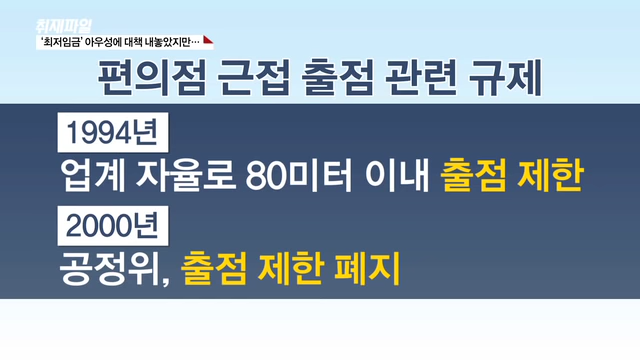 취재파일
‘최저임금’ 아우성에 대책 내놓았지만…
편의점 근접 출점 관련 규제
1994년
업계 자율로 80미터 이내 출점 제한
2000년
공정위, 출점 제한 폐지